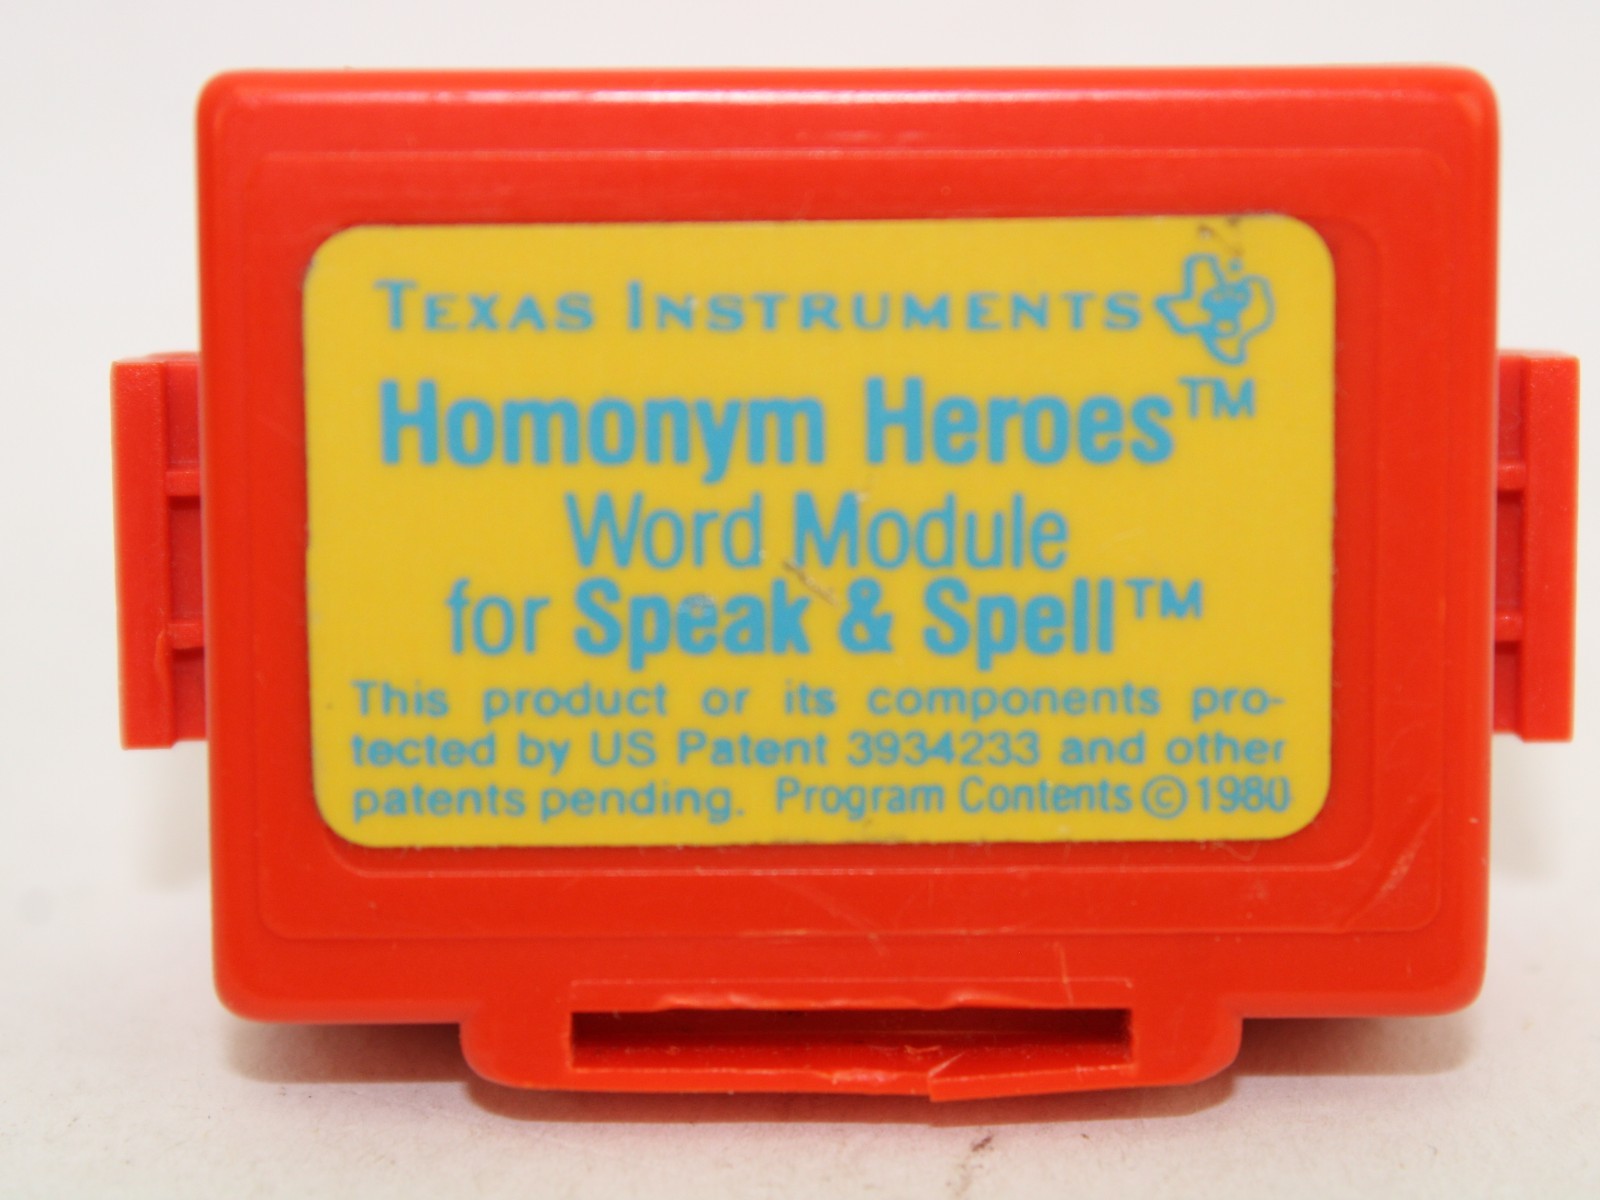 TEXAS INSTRUMENTS
Homonym Heroes™
Word Module
for Speak & Spell™
This product or its components pro-
tected by US Patent 3934233 and other
patents pending. Program Contents © 1980